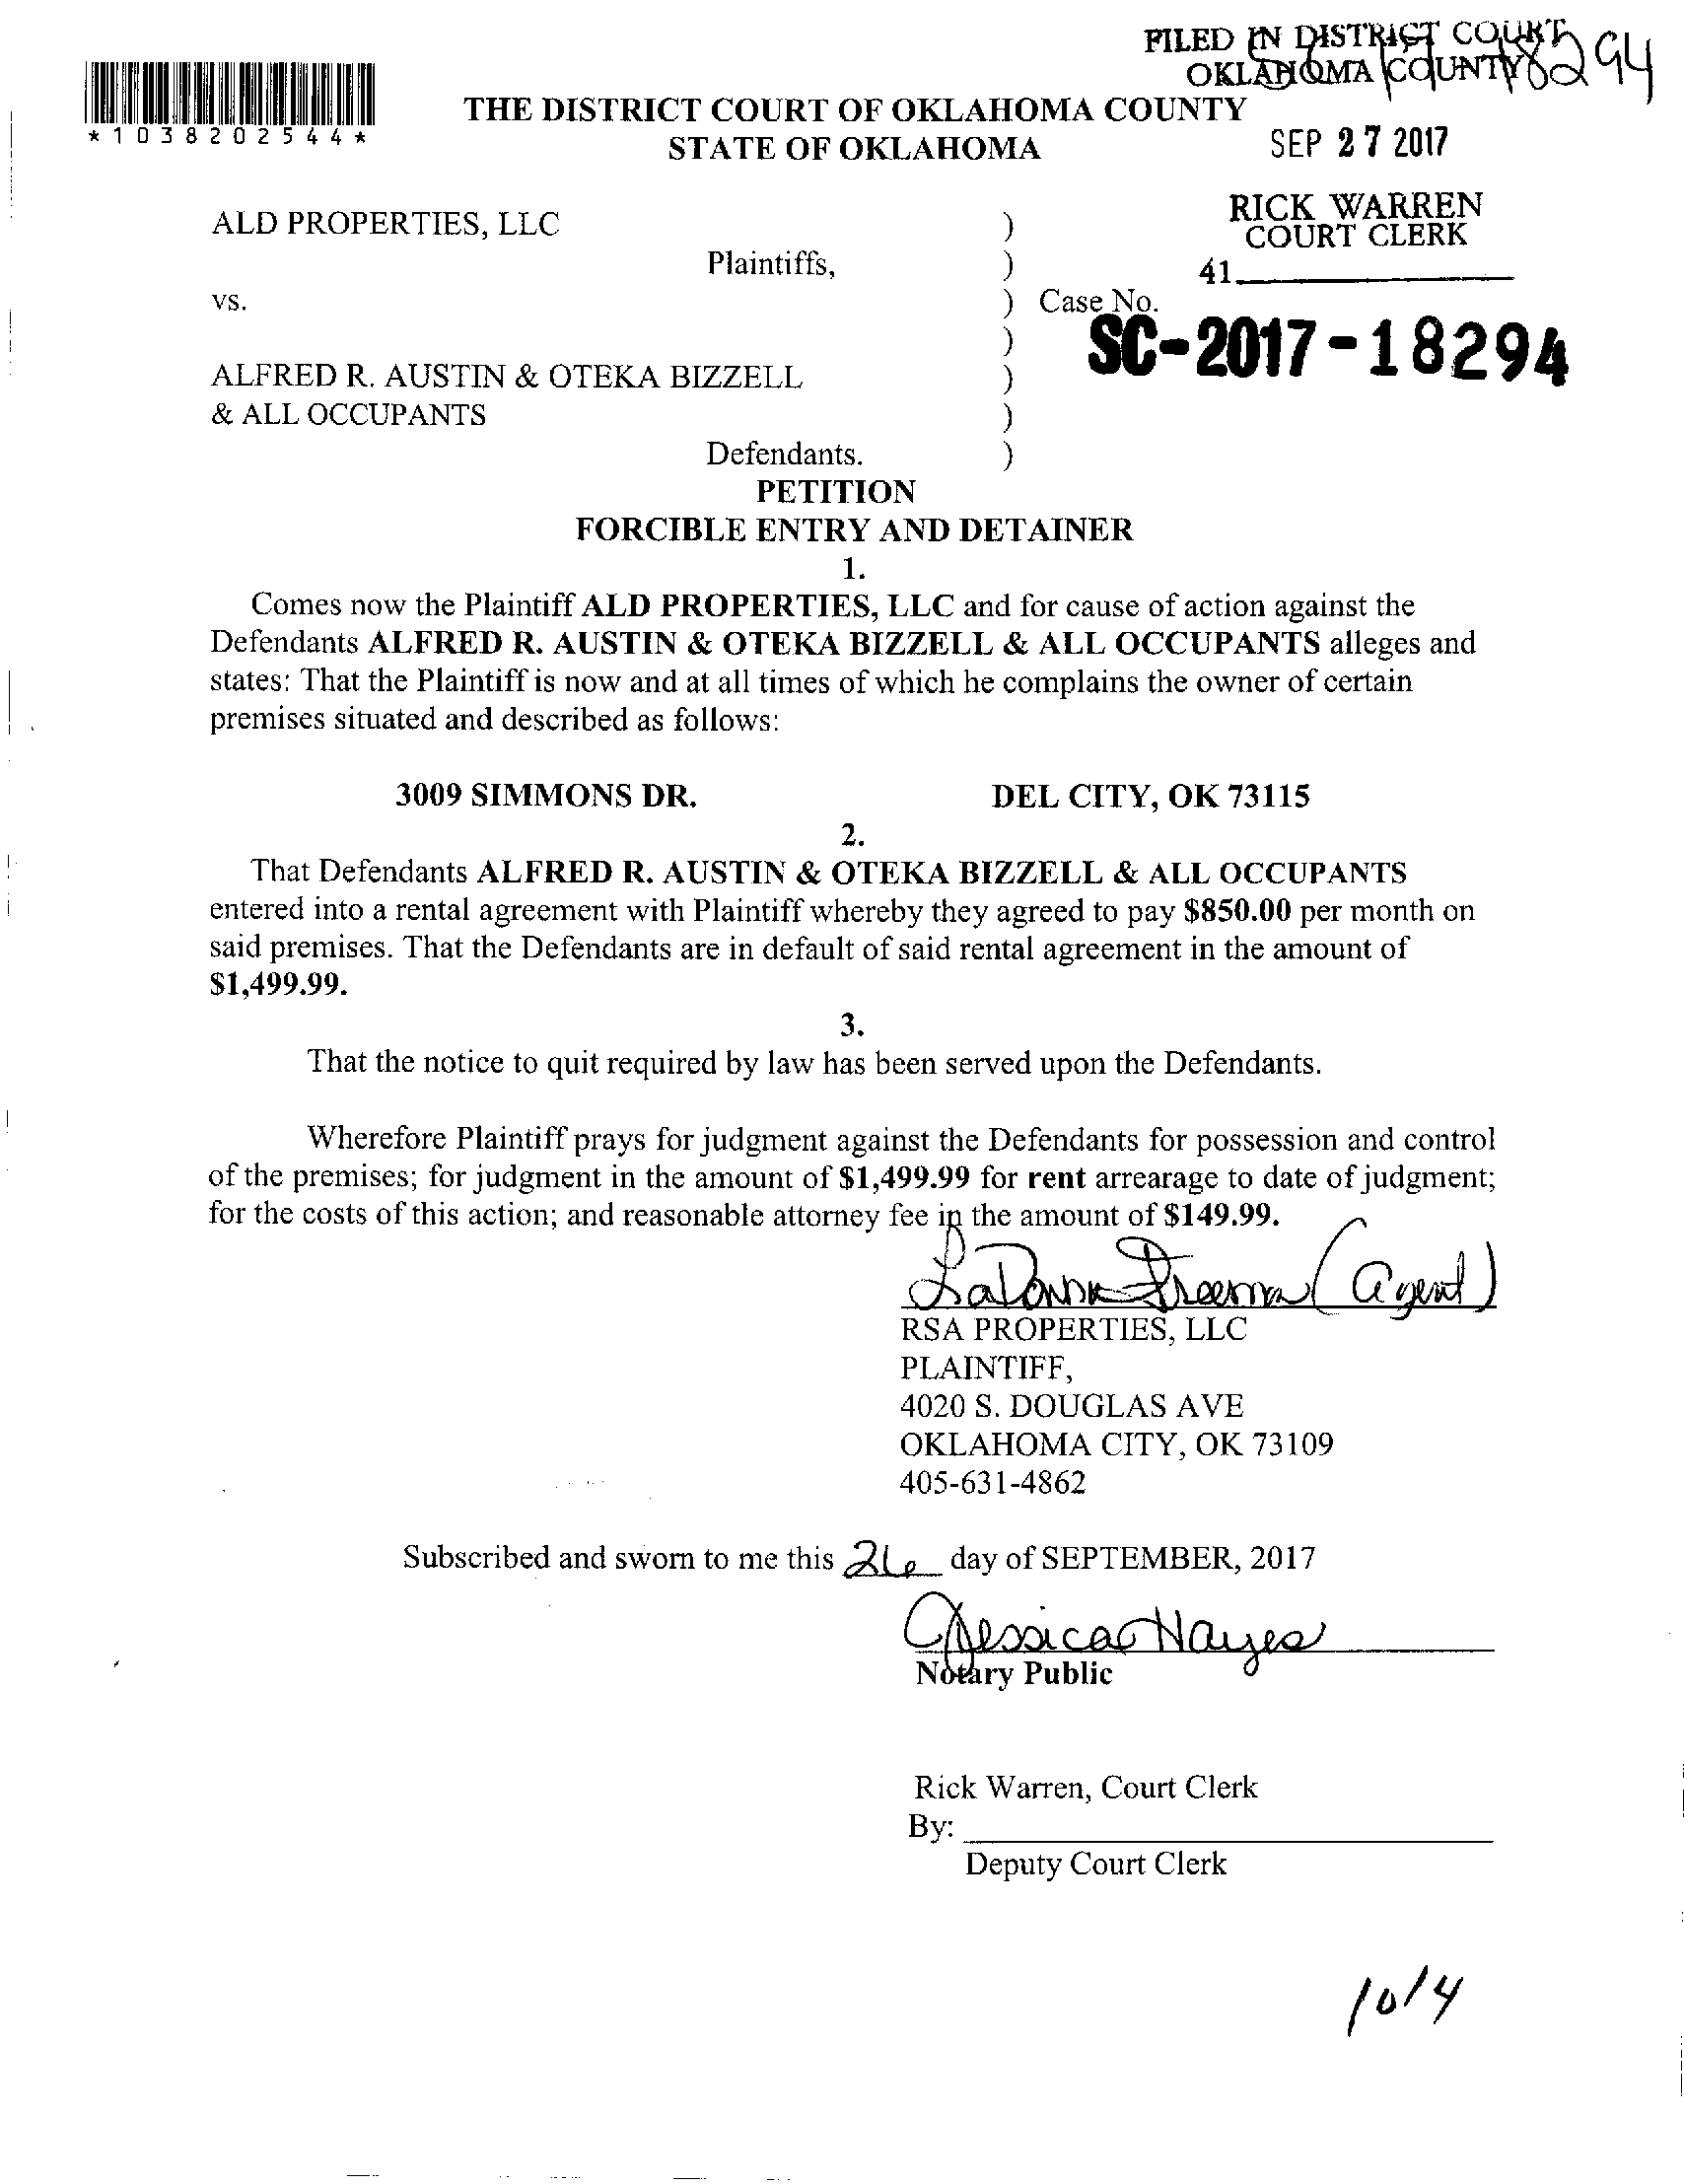 FILED IN DISTRICT COURT
OKLAHOMA COUNTY
18294
*1038202544*
THE DISTRICT COURT OF OKLAHOMA COUNTY
STATE OF OKLAHOMA
SEP 27 2017
RICK WARREN
COURT CLERK
41
ALD PROPERTIES, LLC )
Plaintiffs, )
vs. ) Case No.
)
SC-2017-18294
ALFRED R. AUSTIN & OTEKA BIZZELL )
& ALL OCCUPANTS )
Defendants. )
PETITION
FORCIBLE ENTRY AND DETAINER
1.
Comes now the Plaintiff ALD PROPERTIES, LLC and for cause of action against the
Defendants ALFRED R. AUSTIN & OTEKA BIZZELL & ALL OCCUPANTS alleges and
states: That the Plaintiff is now and at all times of which he complains the owner of certain
premises situated and described as follows:
3009 SIMMONS DR. DEL CITY, OK 73115
2.
That Defendants ALFRED R. AUSTIN & OTEKA BIZZELL & ALL OCCUPANTS
entered into a rental agreement with Plaintiff whereby they agreed to pay $850.00 per month on
said premises. That the Defendants are in default of said rental agreement in the amount of
$1,499.99.
3.
That the notice to quit required by law has been served upon the Defendants.
Wherefore Plaintiff prays for judgment against the Defendants for possession and control
of the premises; for judgment in the amount of $1,499.99 for rent arrearage to date of judgment;
for the costs of this action; and reasonable attorney fee in the amount of $149.99.
LaDonna Freeman (agent)
RSA PROPERTIES, LLC
PLAINTIFF,
4020 S. DOUGLAS AVE
OKLAHOMA CITY, OK 73109
405-631-4862
Subscribed and sworn to me this 26 day of SEPTEMBER, 2017
Jessica Hayes
Notary Public
Rick Warren, Court Clerk
By:
Deputy Court Clerk
10/4